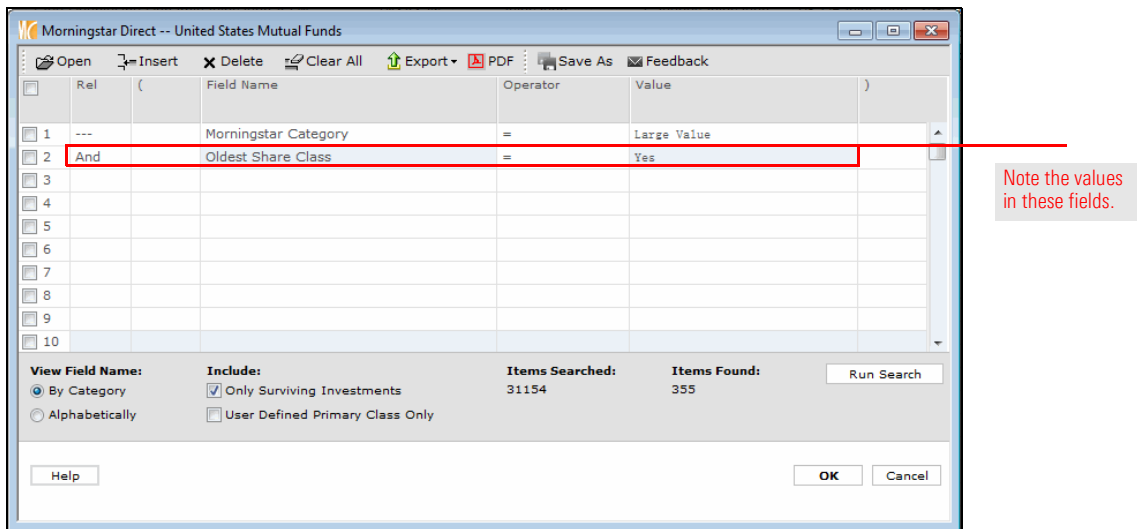 Morningstar Direct -- United States Mutual Funds
Open Insert Delete Clear All Export PDF Save As Feedback
Rel ( Field Name Operator Value )
1 --- Morningstar Category = Large Value
2 And Oldest Share Class = Yes
Note the values
in these fields.
3
4
5
6
7
8
9
10
View Field Name: Include: Items Searched: Items Found: Run Search
By Category Only Surviving Investments 31154 355
Alphabetically User Defined Primary Class Only
Help OK Cancel